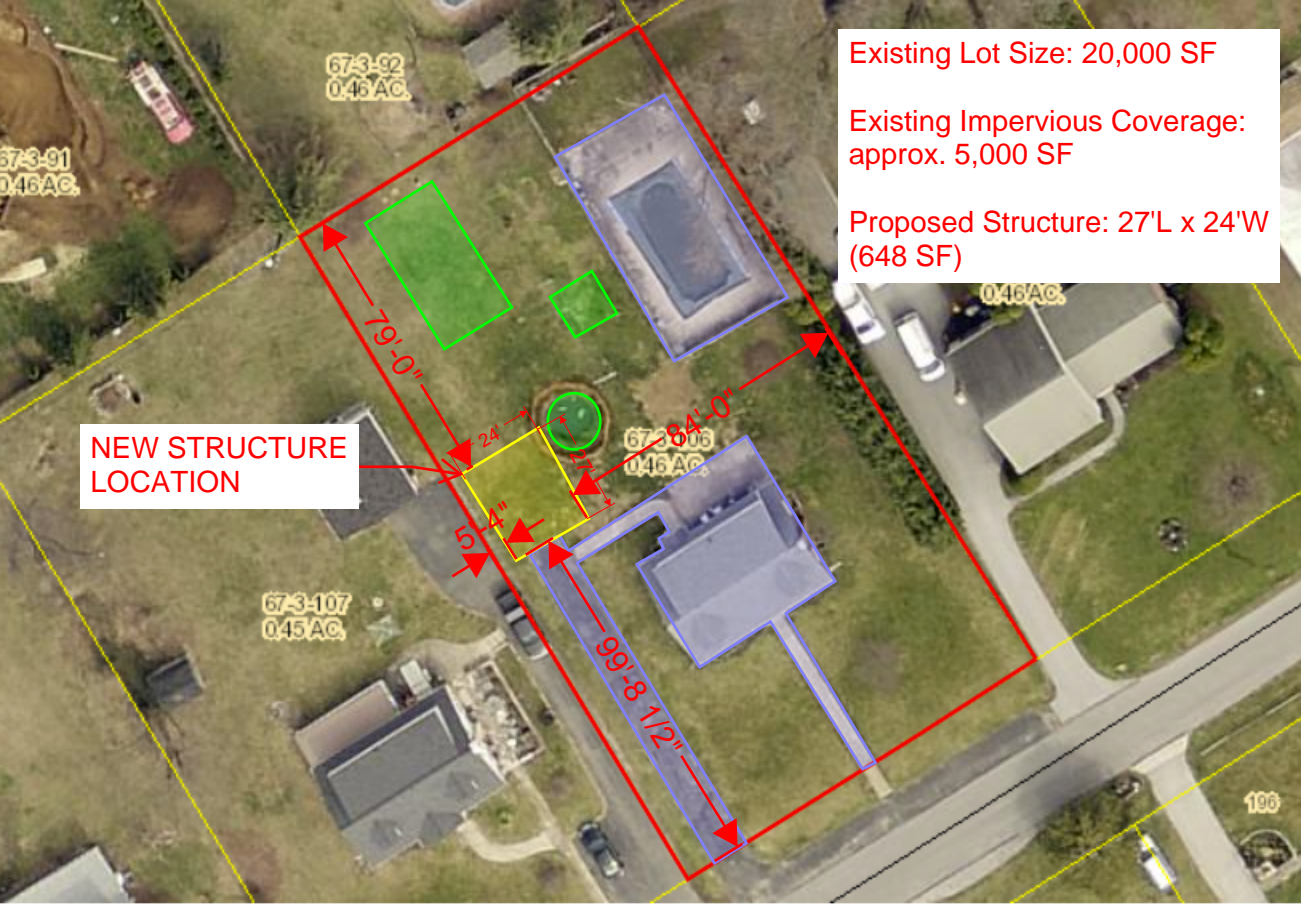 67-3-92
0.46 AC.
Existing Lot Size: 20,000 SF
Existing Impervious Coverage:
approx. 5,000 SF
Proposed Structure: 27'L x 24'W
(648 SF)
67-3-91
0.46 AC.
0.46 AC.
79'-0"
84'-0"
24'
27'
67-3-106
0.46 AC.
NEW STRUCTURE
LOCATION
5'-4"
67-3-107
0.45 AC.
99'-8 1/2"
196